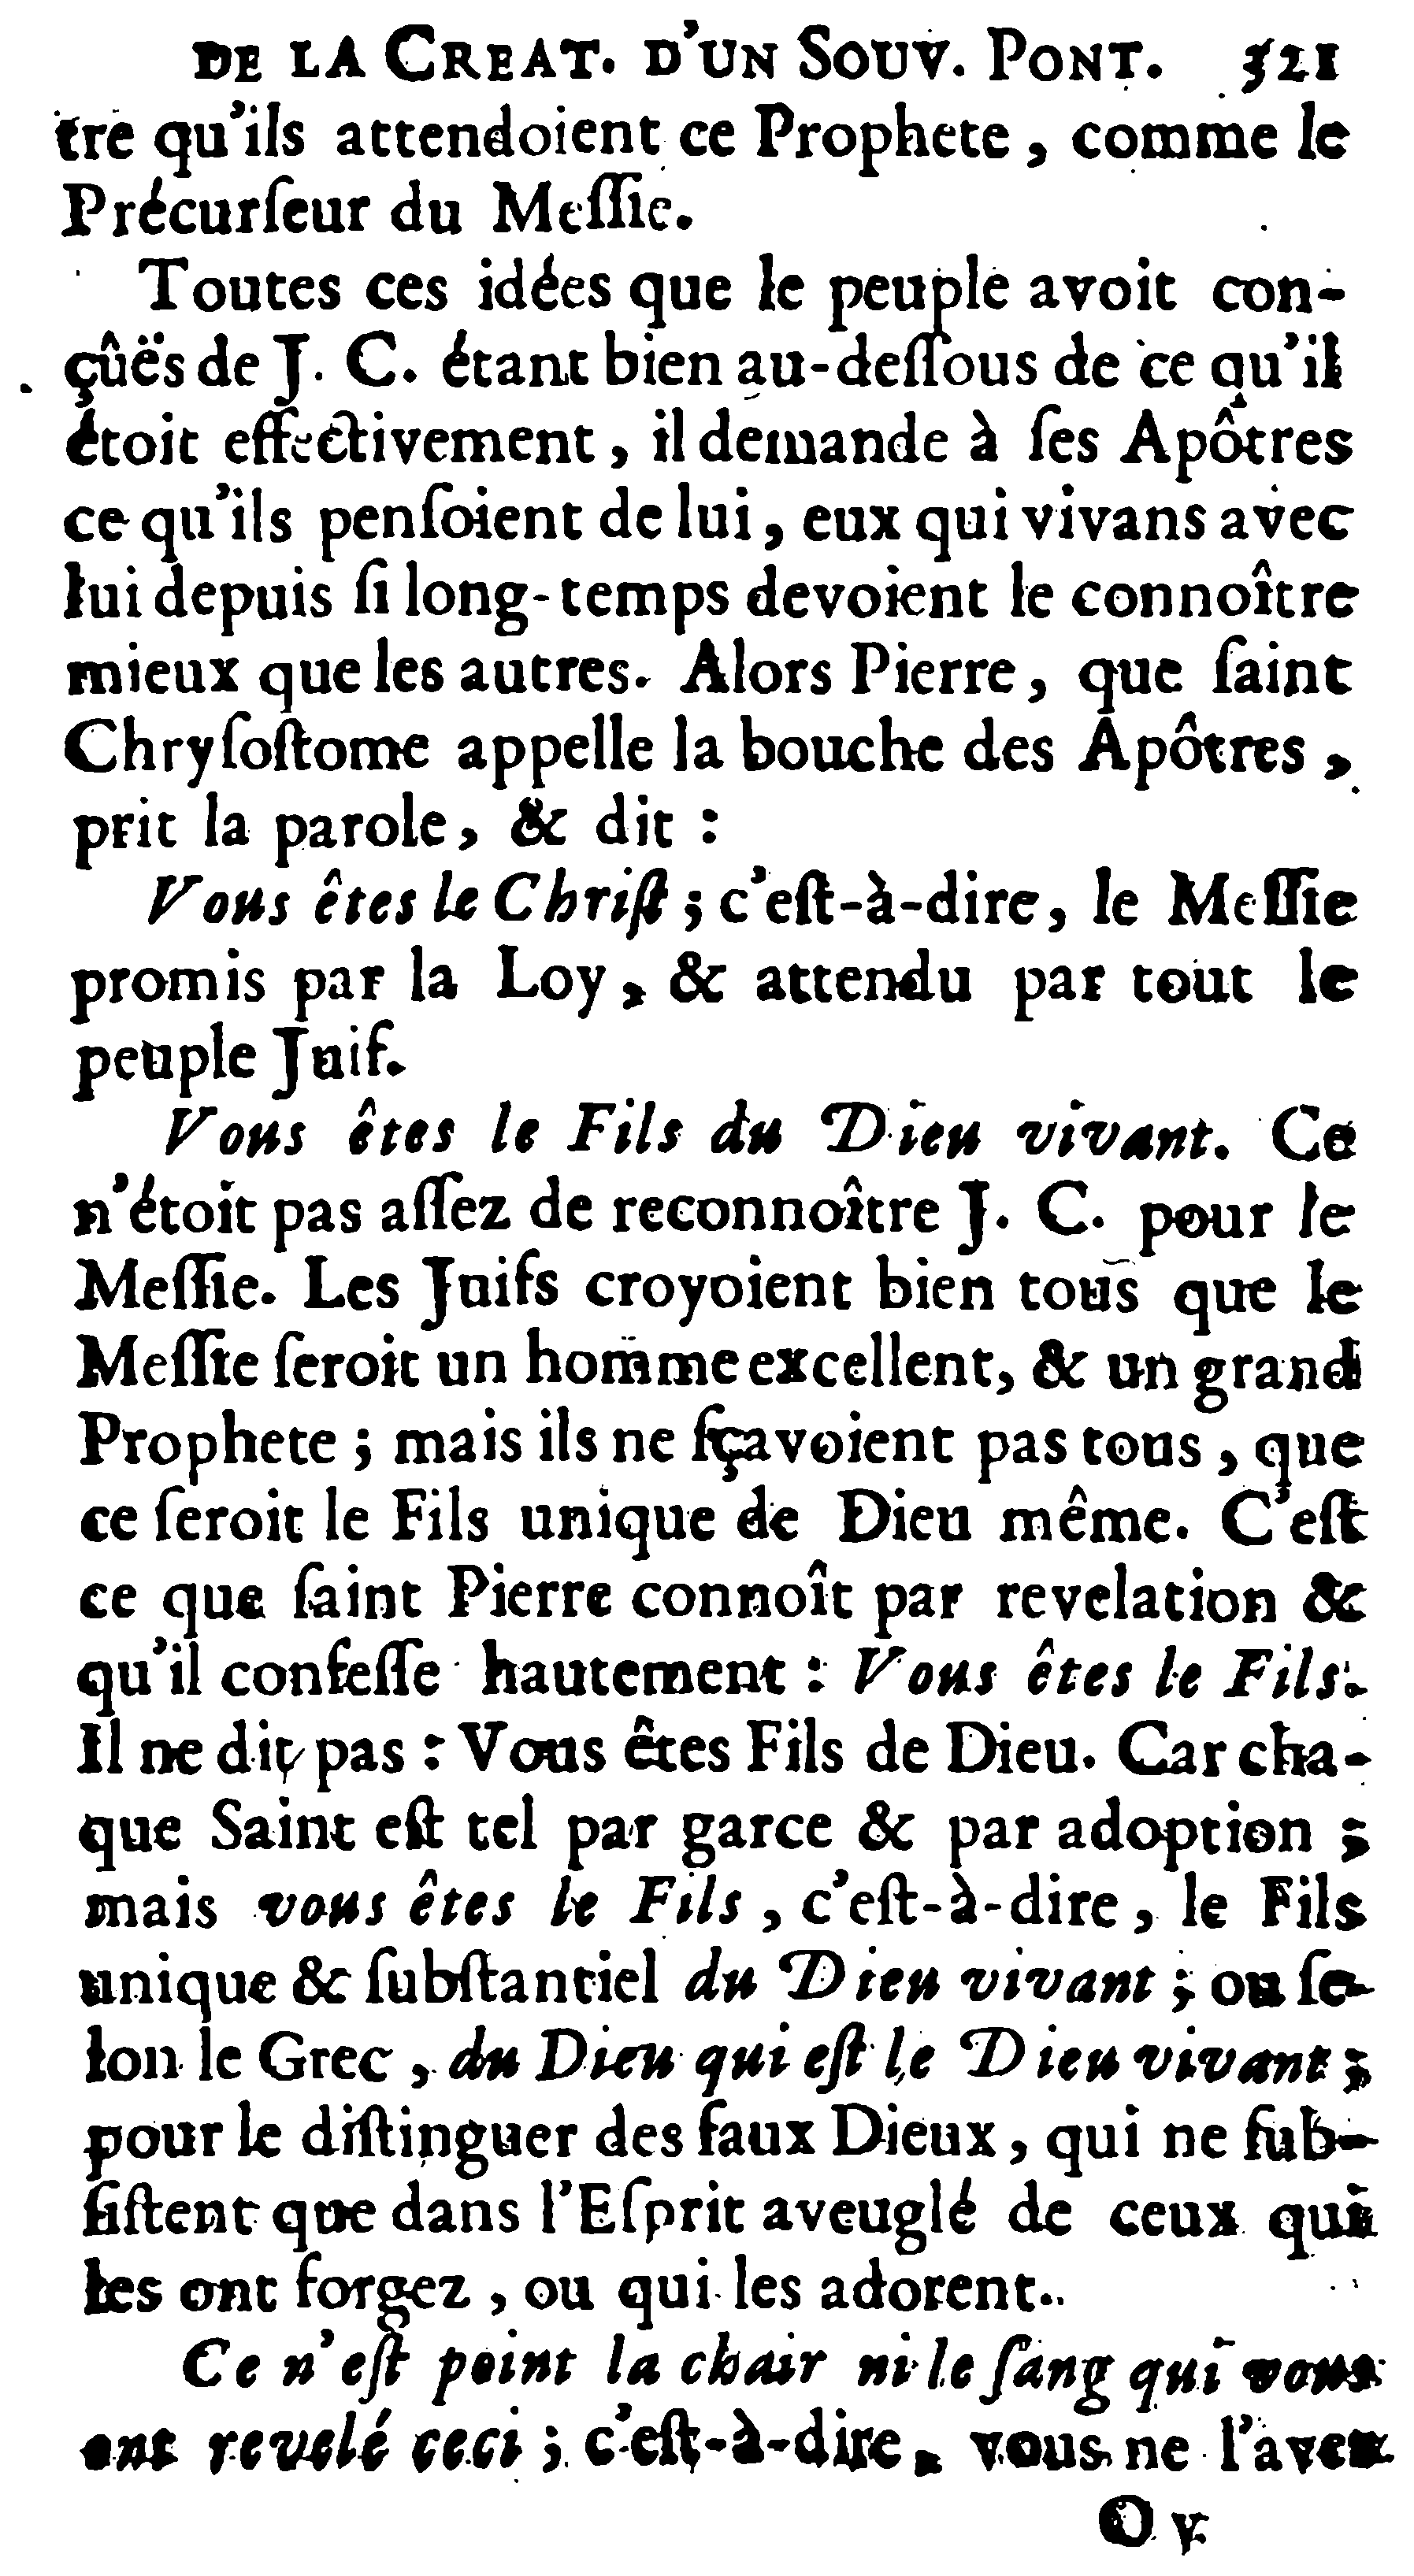 DE LA CREAT. D'UN SOUV. PONT. 321
tre qu'ils attendoient ce Prophete, comme le
Précurſeur du Meſſie.
Toutes ces idées que le peuple avoit con-
çûës de J. C. étant bien au-deſſous de ce qu'il
étoit effectivement, il demande à ſes Apôtres
ce qu'ils penſoient de lui, eux qui vivans avec
lui depuis ſi long-temps devoient le connoître
mieux que les autres. Alors Pierre, que ſaint
Chryſoſtome appelle la bouche des Apôtres,
prit la parole, & dit :
Vous êtes le Chriſt ; c'eſt-à-dire, le Meſſie
promis par la Loy, & attendu par tout le
peuple Juif.
Vous êtes le Fils du Dieu vivant. Ce
n'étoit pas aſſez de reconnoître J. C. pour le
Meſſie. Les Juifs croyoient bien tous que le
Meſſie ſeroit un homme excellent, & un grand
Prophete ; mais ils ne ſçavoient pas tous, que
ce ſeroit le Fils unique de Dieu même. C'eſt
ce que ſaint Pierre connoît par revelation &
qu'il confeſſe hautement : Vous êtes le Fils.
Il ne dit pas : Vous êtes Fils de Dieu. Car cha-
que Saint eſt tel par garce & par adoption ;
mais vous êtes le Fils, c'eſt-à-dire, le Fils
unique & ſubſtantiel du Dieu vivant ; ou ſe-
lon le Grec, du Dieu qui eſt le Dieu vivant ;
pour le diſtinguer des faux Dieux, qui ne ſub-
ſiſtent que dans l'Eſprit aveuglé de ceux qui
les ont forgez, ou qui les adorent.
Ce n'eſt point la chair ni le ſang qui vous
ont revelé ceci ; c'eſt-à-dire, vous ne l'avez
O v